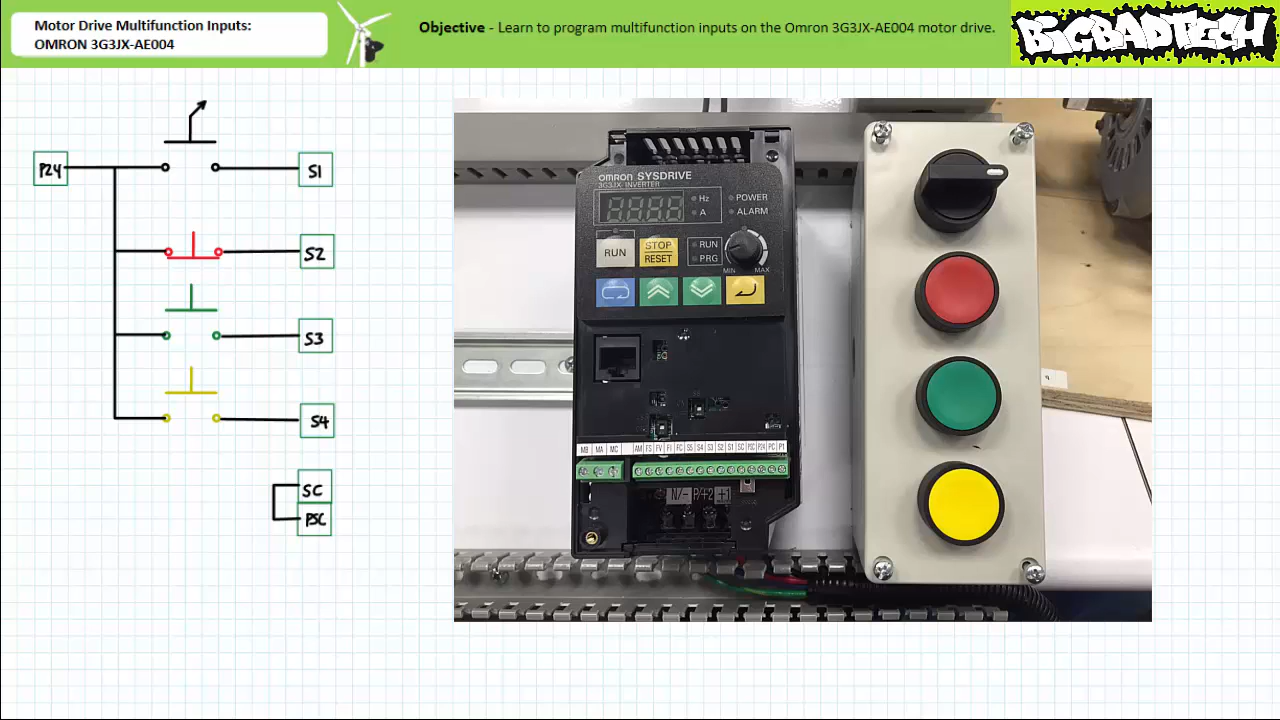 Motor Drive Multifunction Inputs:
OMRON 3G3JX-AE004
Objective - Learn to program multifunction inputs on the Omron 3G3JX-AE004 motor drive.
BIGBADTECH
P24
S1
S2
S3
S4
SC
PSC
omron SYSDRIVE
3G3JX INVERTER
Hz
A
POWER
ALARM
RUN
STOP
RESET
RUN
PRG
MIN MAX
MB MA MC AM FS FV FI FC S5 S4 S3 S2 S1 SC PSC P24 PC P1
N/- P/+2 +1